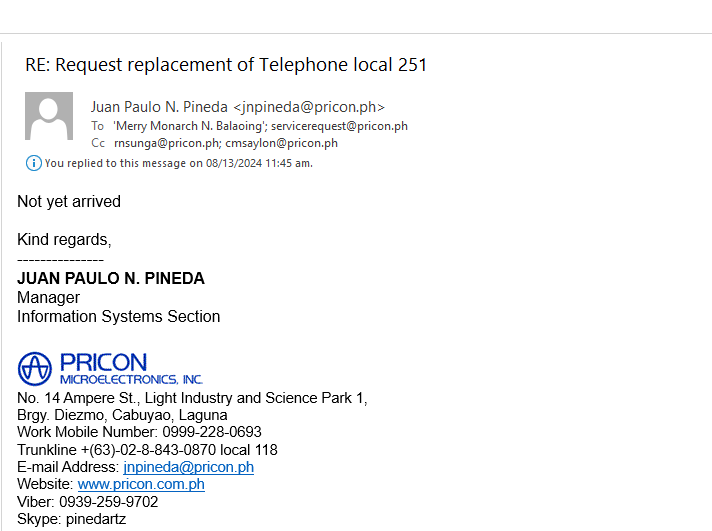 RE: Request replacement of Telephone local 251
Juan Paulo N. Pineda <jnpineda@pricon.ph>
To 'Merry Monarch N. Balaoing'; servicerequest@pricon.ph
Cc rnsunga@pricon.ph; cmsaylon@pricon.ph
You replied to this message on 08/13/2024 11:45 am.
Not yet arrived
Kind regards,
---------------
JUAN PAULO N. PINEDA
Manager
Information Systems Section
PRICON
MICROELECTRONICS, INC.
No. 14 Ampere St., Light Industry and Science Park 1,
Brgy. Diezmo, Cabuyao, Laguna
Work Mobile Number: 0999-228-0693
Trunkline +(63)-02-8-843-0870 local 118
E-mail Address: jnpineda@pricon.ph
Website: www.pricon.com.ph
Viber: 0939-259-9702
Skype: pinedartz